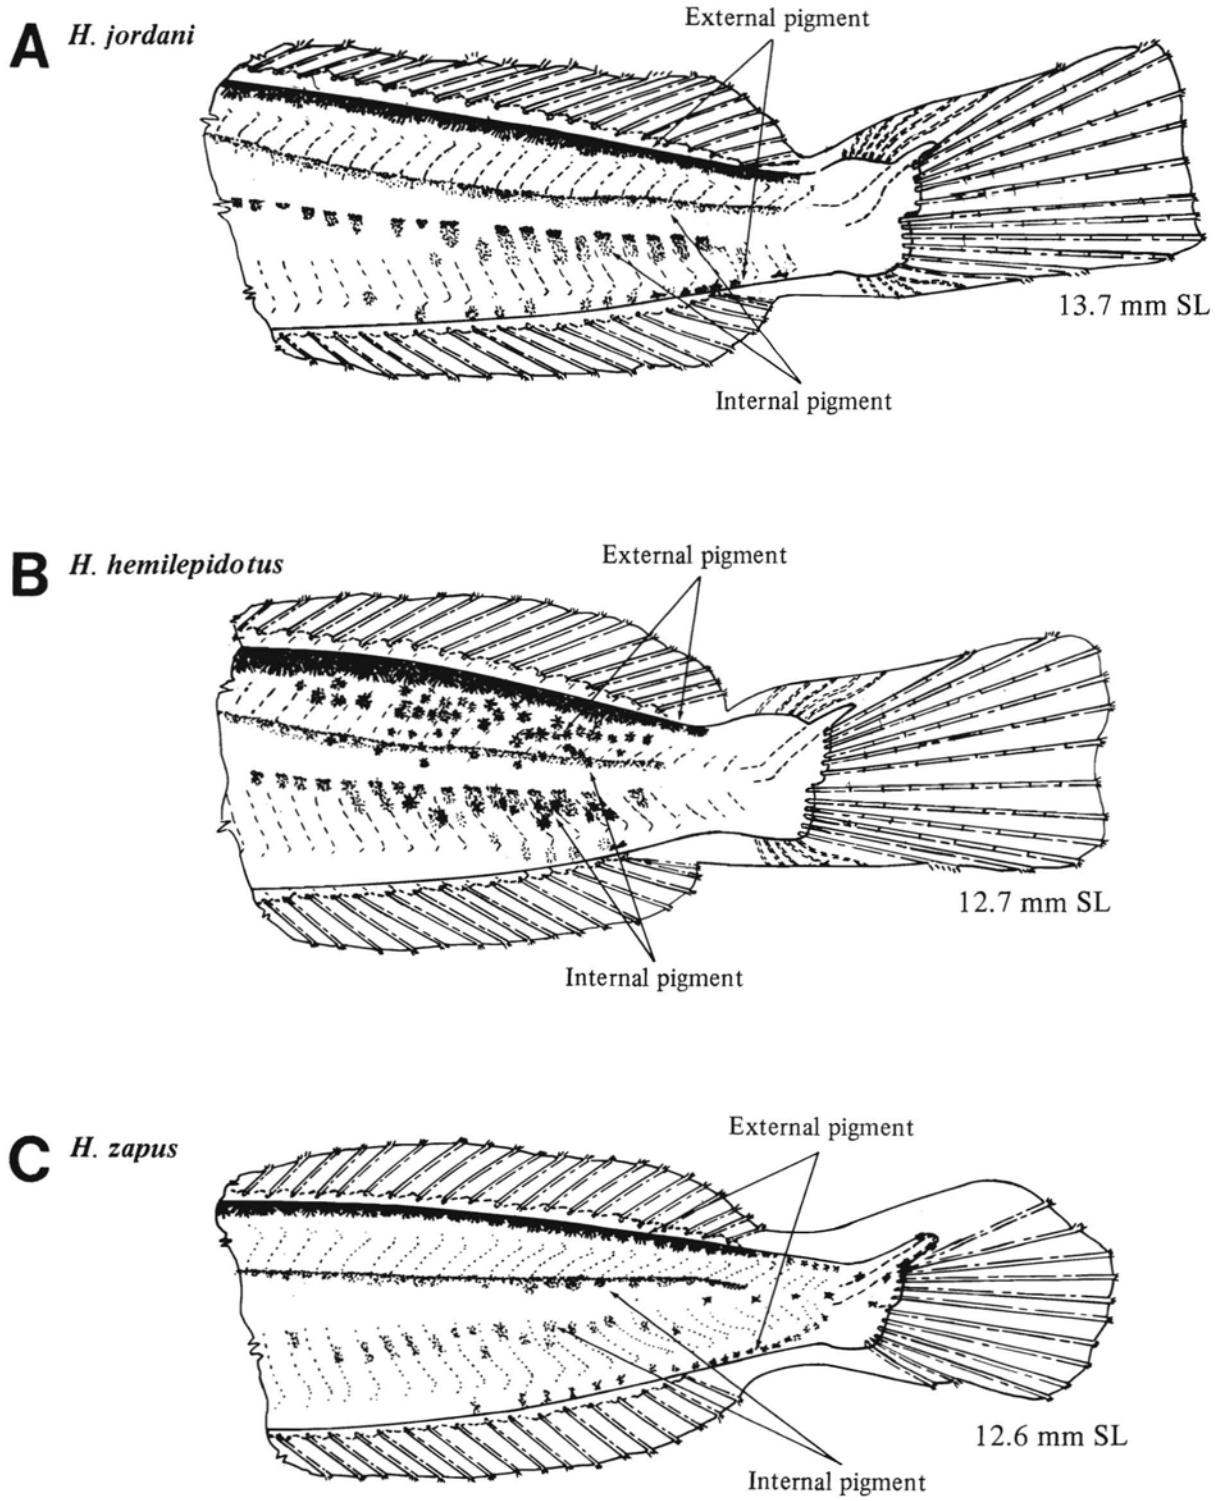 External pigment
A H. jordani
13.7 mm SL
Internal pigment
External pigment
B H. hemilepidotus
12.7 mm SL
Internal pigment
External pigment
C H. zapus
12.6 mm SL
Internal pigment